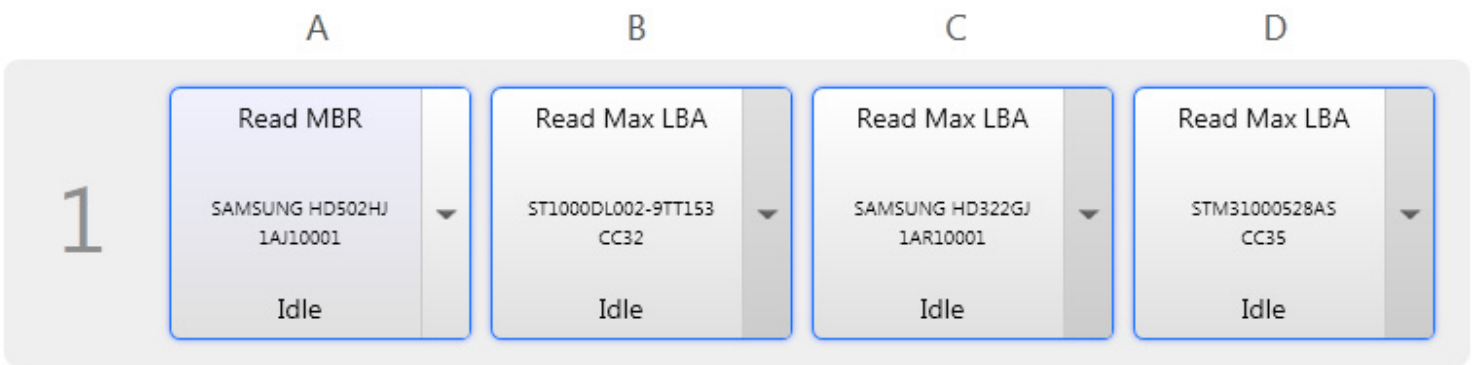 A B C D
1
Read MBR
SAMSUNG HD502HJ
1AJ10001
Idle
Read Max LBA
ST1000DL002-9TT153
CC32
Idle
Read Max LBA
SAMSUNG HD322GJ
1AR10001
Idle
Read Max LBA
STM31000528AS
CC35
Idle